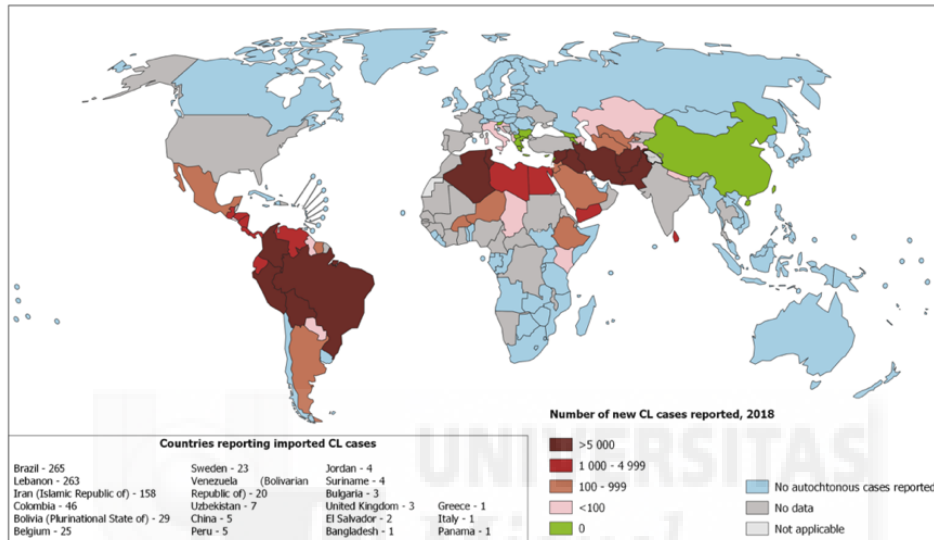 Number of new CL cases reported, 2018
>5 000
1 000 - 4 999
100 - 999
<100
0
No autochtonous cases reported
No data
Not applicable
Countries reporting imported CL cases
Brazil - 265
Lebanon - 263
Iran (Islamic Republic of) - 158
Colombia - 46
Bolivia (Plurinational State of) - 29
Belgium - 25
Sweden - 23
Venezuela (Bolivarian
Republic of) - 20
Uzbekistan - 7
China - 5
Peru - 5
Jordan - 4
Suriname - 4
Bulgaria - 3
United Kingdom - 3
El Salvador - 2
Bangladesh - 1
Greece - 1
Italy - 1
Panama - 1
UNIVERSITAS